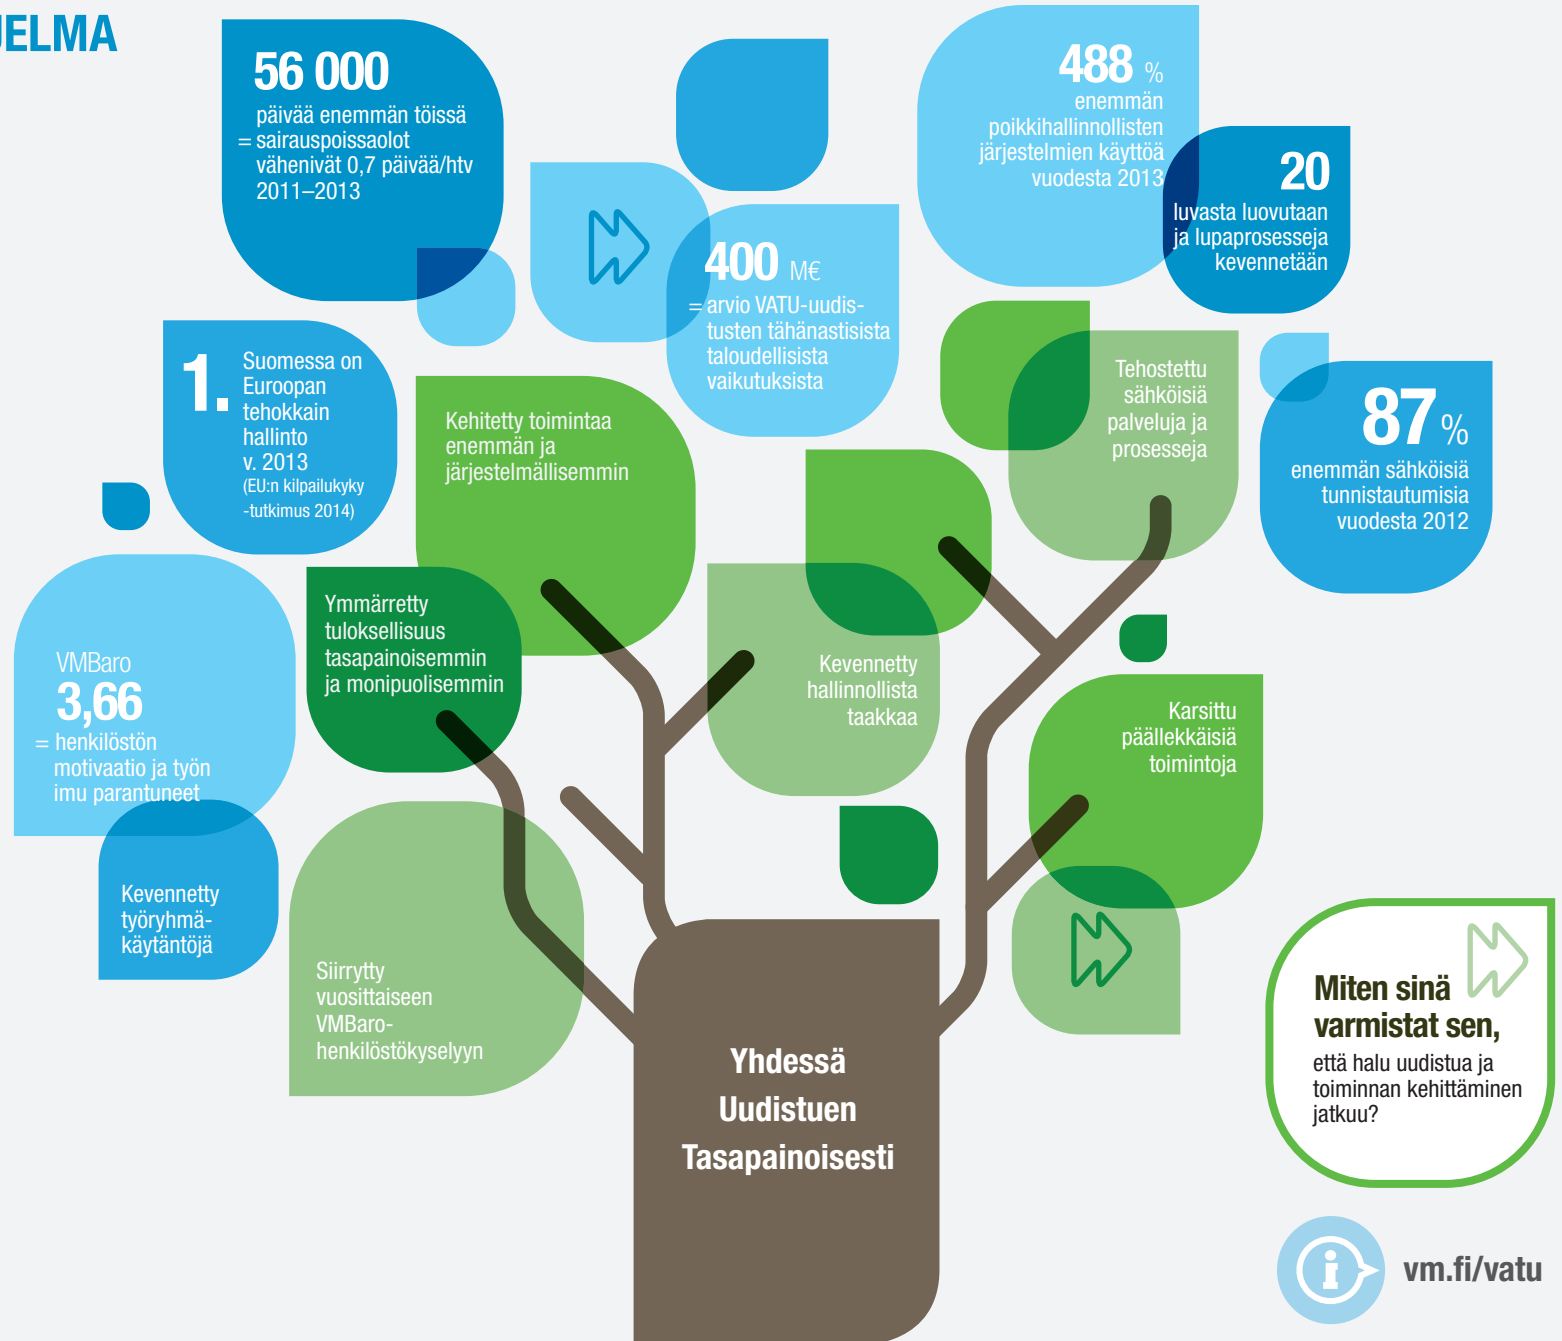 JELMA
56 000
päivää enemmän töissä
= sairauspoissaolot
vähenivät 0,7 päivää/htv
2011–2013
488 %
enemmän
poikkihallinnollisten
järjestelmien käyttöä
vuodesta 2013
20
luvasta luovutaan
ja lupaprosesseja
kevennetään
400 M€
= arvio VATU-uudis-
tusten tähänastisista
taloudellisista
vaikutuksista
1. Suomessa on
Euroopan
tehokkain
hallinto
v. 2013
(EU:n kilpailukyky
-tutkimus 2014)
Kehitetty toimintaa
enemmän ja
järjestelmällisemmin
Tehostettu
sähköisiä
palveluja ja
prosesseja
87 %
enemmän sähköisiä
tunnistautumisia
vuodesta 2012
Ymmärretty
tuloksellisuus
tasapainoisemmin
ja monipuolisemmin
VMBaro
3,66
= henkilöstön
motivaatio ja työn
imu parantuneet
Kevennetty
hallinnollista
taakkaa
Karsittu
päällekkäisiä
toimintoja
Kevennetty
työryhmä-
käytäntöjä
Siirrytty
vuosittaiseen
VMBaro-
henkilöstökyselyyn
Yhdessä
Uudistuen
Tasapainoisesti
Miten sinä
varmistat sen,
että halu uudistua ja
toiminnan kehittäminen
jatkuu?
i
vm.fi/vatu